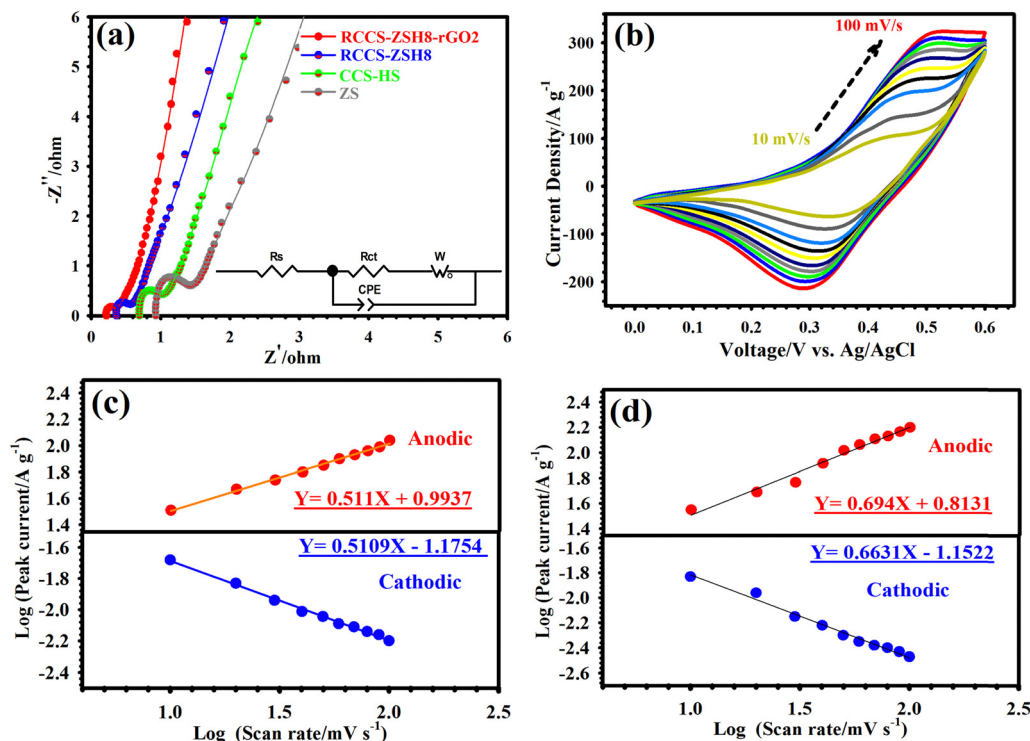 (a)
RCCS-ZSH8-rGO2
RCCS-ZSH8
CCS-HS
ZS
-Z''/ohm
6
5
4
3
2
1
0
Rs
Rct
W
CPE
0 1 2 3 4 5 6
Z'/ohm
(b)
100 mV/s
10 mV/s
Current Density/A g-1
300
200
100
0
-100
-200
0.0 0.1 0.2 0.3 0.4 0.5 0.6
Voltage/V vs. Ag/AgCl
(c)
Anodic
Y= 0.511X + 0.9937
Y= 0.5109X - 1.1754
Cathodic
Log (Peak current/A g-1)
2.4
2.2
2.0
1.8
1.6
1.4
-1.6
-1.8
-2.0
-2.2
-2.4
1.0 1.5 2.0 2.5
Log (Scan rate/mV s-1)
(d)
Anodic
Y= 0.694X + 0.8131
Y= 0.6631X - 1.1522
Cathodic
Log (Peak current/A g-1)
2.6
2.4
2.2
2.0
1.8
1.6
1.4
-1.6
-1.8
-2.0
-2.2
-2.4
-2.6
1.0 1.5 2.0 2.5
Log (Scan rate/mV s-1)